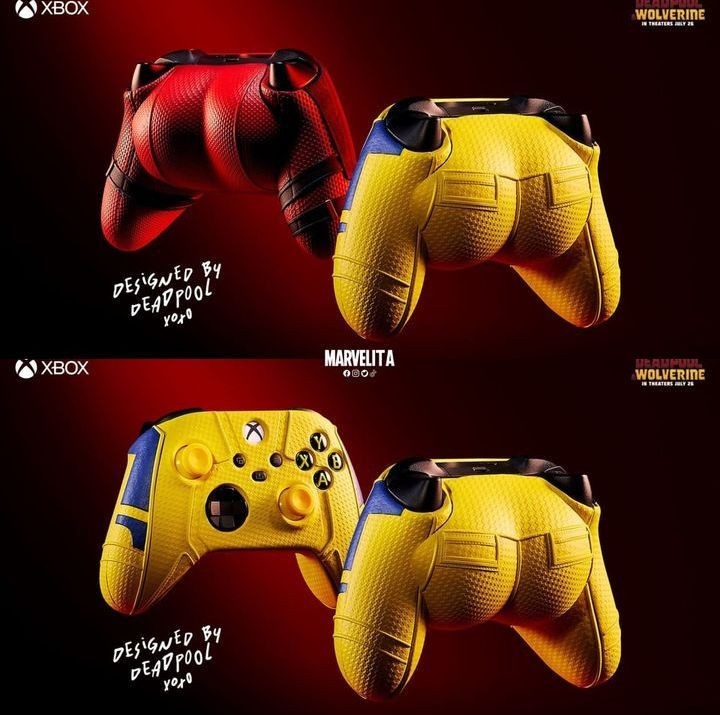 XBOX
DEADPOOL
WOLVERINE
IN THEATERS JULY 26
DESIGNED BY
DEADPOOL
xoxo
MARVELITA
XBOX
DEADPOOL
WOLVERINE
IN THEATERS JULY 26
Y
X B
A
DESIGNED BY
DEADPOOL
xoxo